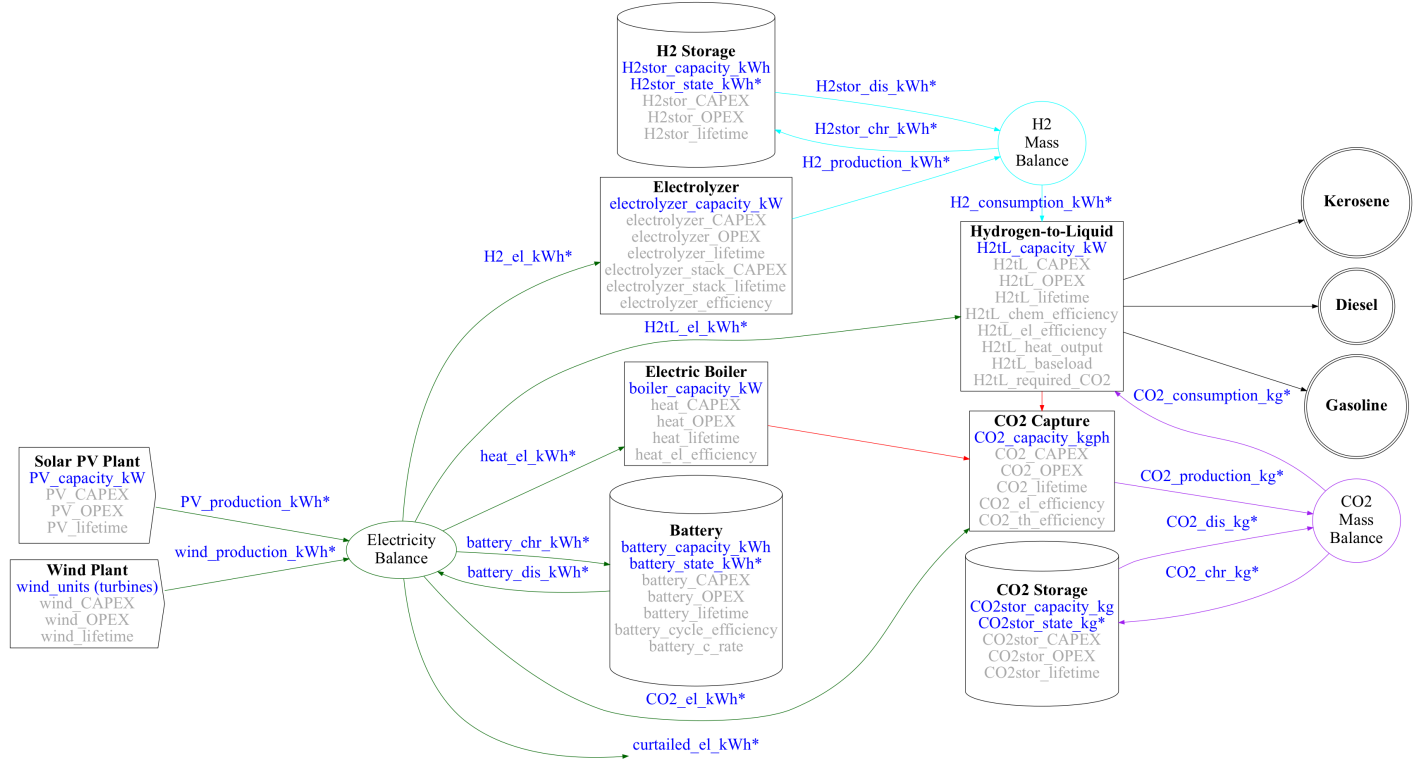 H2 Storage
H2stor_capacity_kWh
H2stor_state_kWh*
H2stor_CAPEX
H2stor_OPEX
H2stor_lifetime
H2stor_dis_kWh*
H2stor_chr_kWh*
H2_production_kWh*
H2
Mass
Balance
H2_consumption_kWh*
Electrolyzer
electrolyzer_capacity_kW
electrolyzer_CAPEX
electrolyzer_OPEX
electrolyzer_lifetime
electrolyzer_stack_CAPEX
electrolyzer_stack_lifetime
electrolyzer_efficiency
H2_el_kWh*
H2tL_el_kWh*
Hydrogen-to-Liquid
H2tL_capacity_kW
H2tL_CAPEX
H2tL_OPEX
H2tL_lifetime
H2tL_chem_efficiency
H2tL_el_efficiency
H2tL_heat_output
H2tL_baseload
H2tL_required_CO2
Kerosene
Diesel
Gasoline
Electric Boiler
boiler_capacity_kW
heat_CAPEX
heat_OPEX
heat_lifetime
heat_el_efficiency
heat_el_kWh*
CO2_consumption_kg*
CO2 Capture
CO2_capacity_kgph
CO2_CAPEX
CO2_OPEX
CO2_lifetime
CO2_el_efficiency
CO2_th_efficiency
CO2_production_kg*
CO2_dis_kg*
CO2_chr_kg*
CO2
Mass
Balance
Solar PV Plant
PV_capacity_kW
PV_CAPEX
PV_OPEX
PV_lifetime
PV_production_kWh*
Wind Plant
wind_units (turbines)
wind_CAPEX
wind_OPEX
wind_lifetime
wind_production_kWh*
Electricity
Balance
battery_chr_kWh*
battery_dis_kWh*
Battery
battery_capacity_kWh
battery_state_kWh*
battery_CAPEX
battery_OPEX
battery_lifetime
battery_cycle_efficiency
battery_c_rate
CO2 Storage
CO2stor_capacity_kg
CO2stor_state_kg*
CO2stor_CAPEX
CO2stor_OPEX
CO2stor_lifetime
CO2_el_kWh*
curtailed_el_kWh*